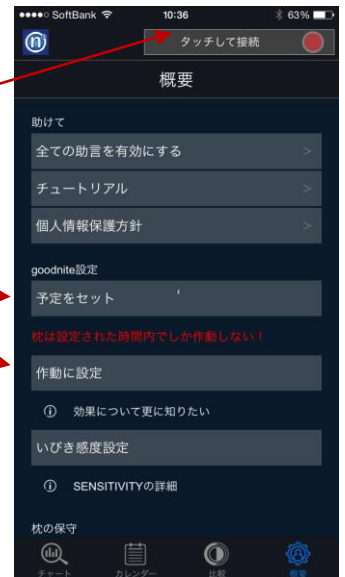 SoftBank 10:36 63%
n
タッチして接続
概要
助けて
全ての助言を有効にする >
チュートリアル >
個人情報保護方針 >
goodnite設定
予定をセット
枕は設定された時間内でしか作動しない！
作動に設定
ⓘ 効果について更に知りたい
いびき感度設定
ⓘ SENSITIVITYの詳細
枕の保守
チャート カレンダー 比較 概要